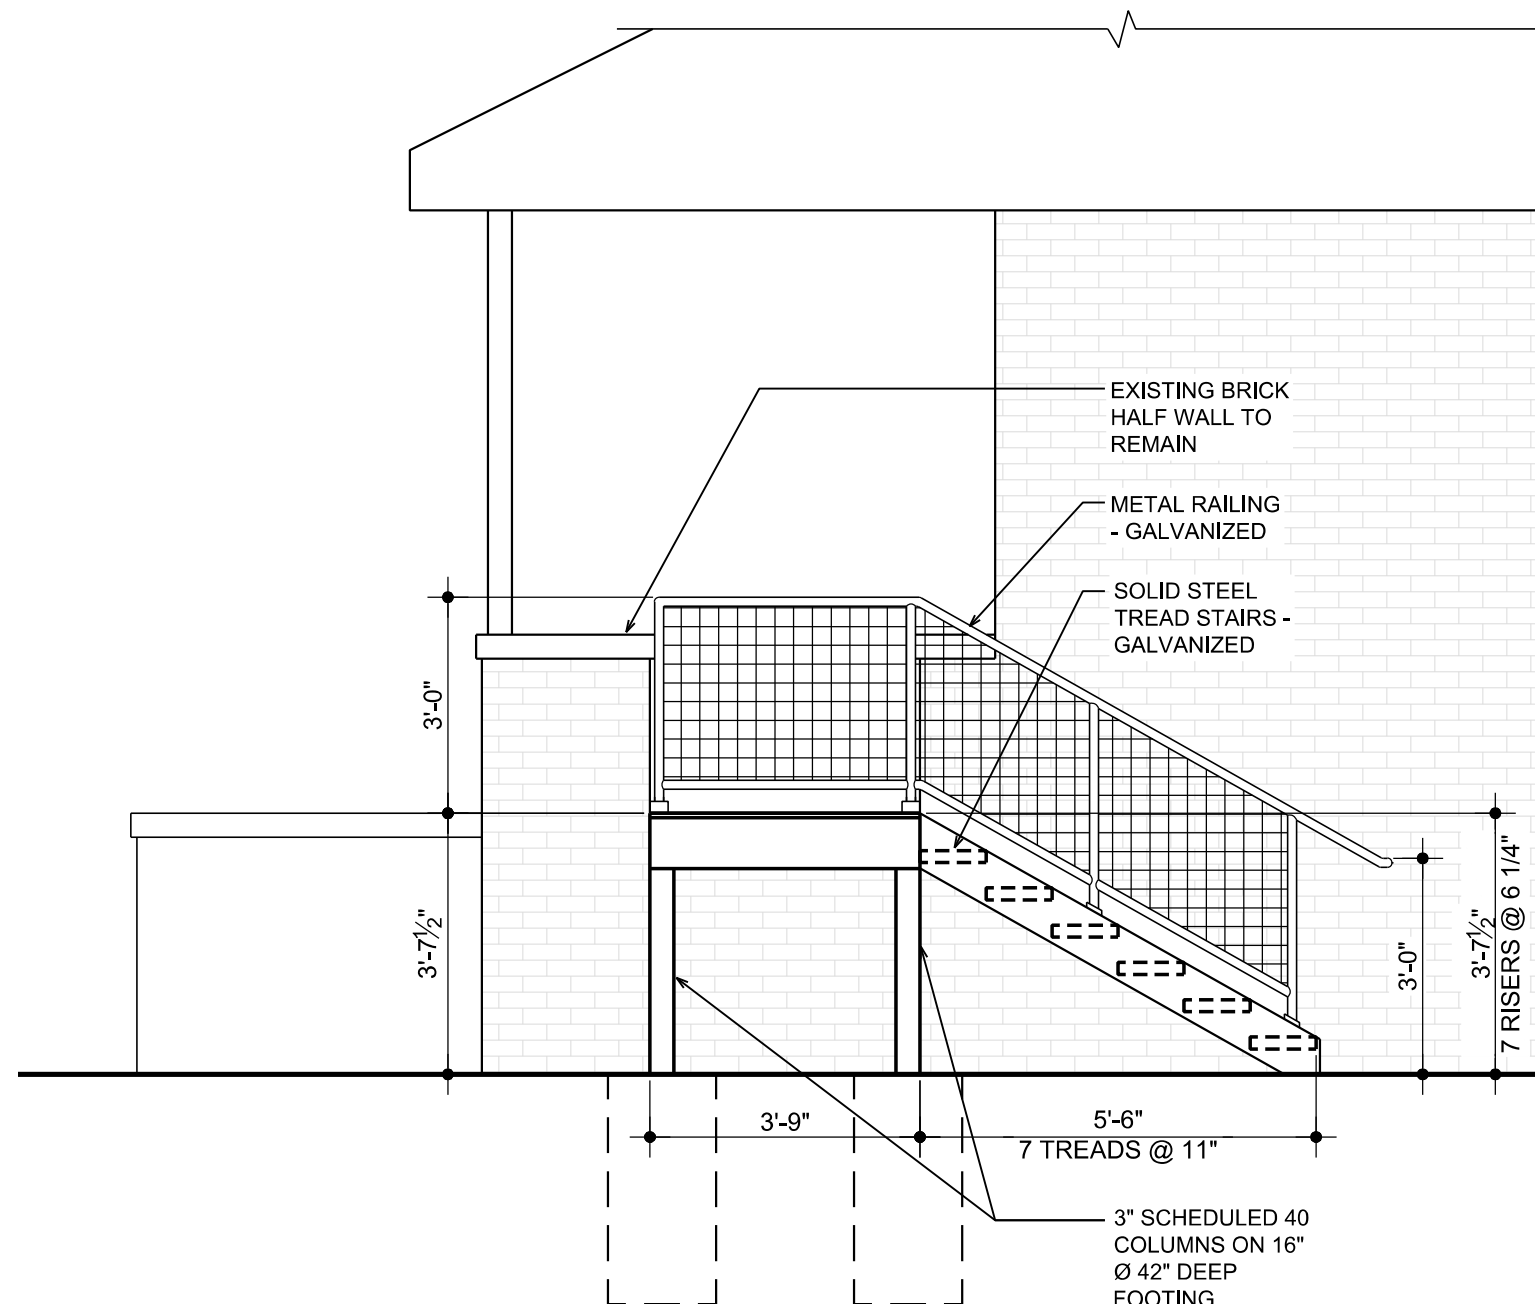 EXISTING BRICK
HALF WALL TO
REMAIN
METAL RAILING
- GALVANIZED
SOLID STEEL
TREAD STAIRS -
GALVANIZED
3'-0"
3'-7½"
3'-0"
3'-7½"
7 RISERS @ 6 1/4"
3'-9"
5'-6"
7 TREADS @ 11"
3" SCHEDULED 40
COLUMNS ON 16"
Ø 42" DEEP
FOOTING